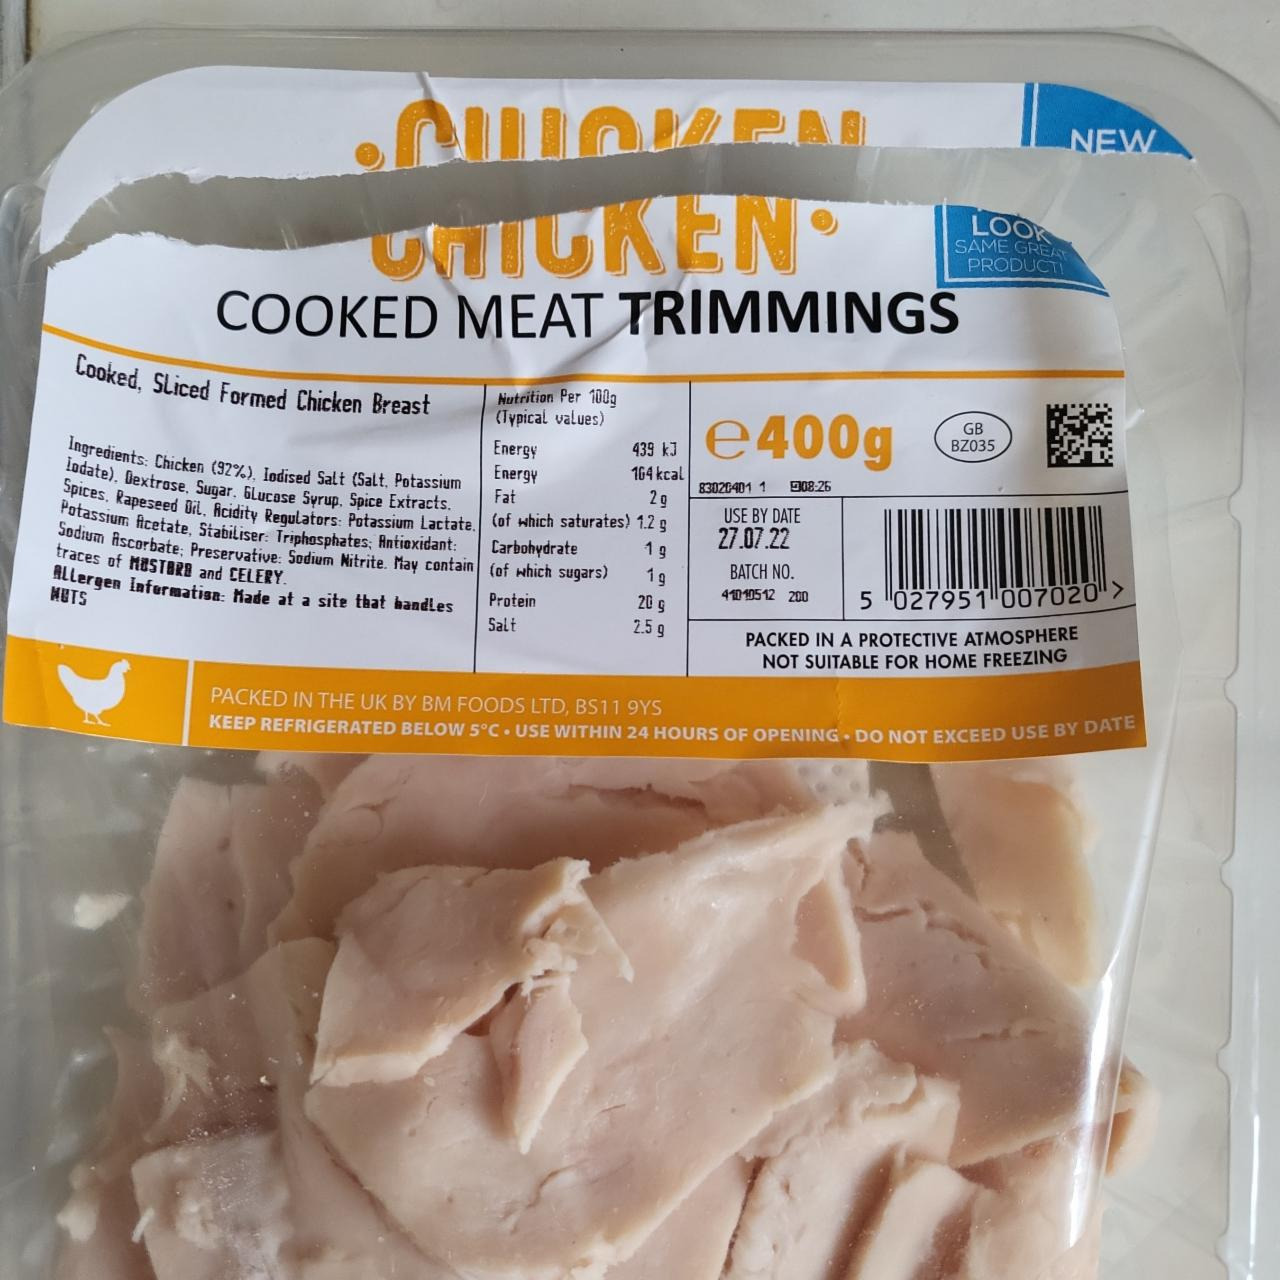 ·CHICKEN
NEW
CHICKEN·
LOOK
SAME GREAT
PRODUCT!
COOKED MEAT TRIMMINGS
Cooked, Sliced Formed Chicken Breast
Ingredients: Chicken (92%), Iodised Salt (Salt, Potassium
Iodate), Dextrose, Sugar, Glucose Syrup, Spice Extracts,
Spices, Rapeseed Oil, Acidity Regulators: Potassium Lactate,
Potassium Acetate, Stabiliser: Triphosphates; Antioxidant:
Sodium Ascorbate; Preservative: Sodium Nitrite. May contain
traces of MUSTARD and CELERY.
Allergen Information: Made at a site that handles
NUTS
Nutrition Per 100g
(Typical values)
Energy 439 kJ
Energy 164 kcal
Fat 2 g
(of which saturates) 1.2 g
Carbohydrate 1 g
(of which sugars) 1 g
Protein 20 g
Salt 2.5 g
e400g
GB
BZ035
1 08:26
USE BY DATE
27.07.22
BATCH NO.
41010512 200
5 027951 007020 >
PACKED IN A PROTECTIVE ATMOSPHERE
NOT SUITABLE FOR HOME FREEZING
PACKED IN THE UK BY BM FOODS LTD, BS11 9YS
KEEP REFRIGERATED BELOW 5°C • USE WITHIN 24 HOURS OF OPENING • DO NOT EXCEED USE BY DATE